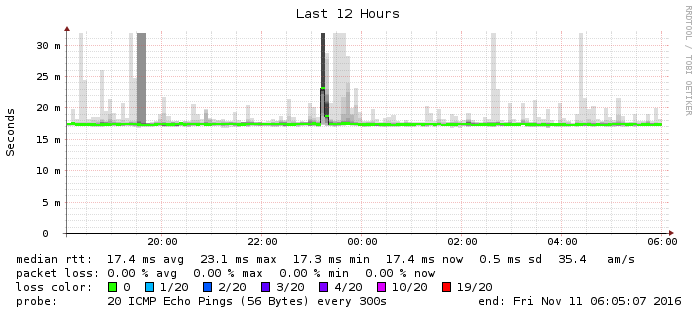 Last 12 Hours
RRDTOOL / TOBI OETIKER
Seconds
30 m
25 m
20 m
15 m
10 m
5 m
0
20:00 22:00 00:00 02:00 04:00 06:00
median rtt: 17.4 ms avg 23.1 ms max 17.3 ms min 17.4 ms now 0.5 ms sd 35.4 am/s
packet loss: 0.00 % avg 0.00 % max 0.00 % min 0.00 % now
loss color: 0 1/20 2/20 3/20 4/20 10/20 19/20
probe: 20 ICMP Echo Pings (56 Bytes) every 300s end: Fri Nov 11 06:05:07 2016